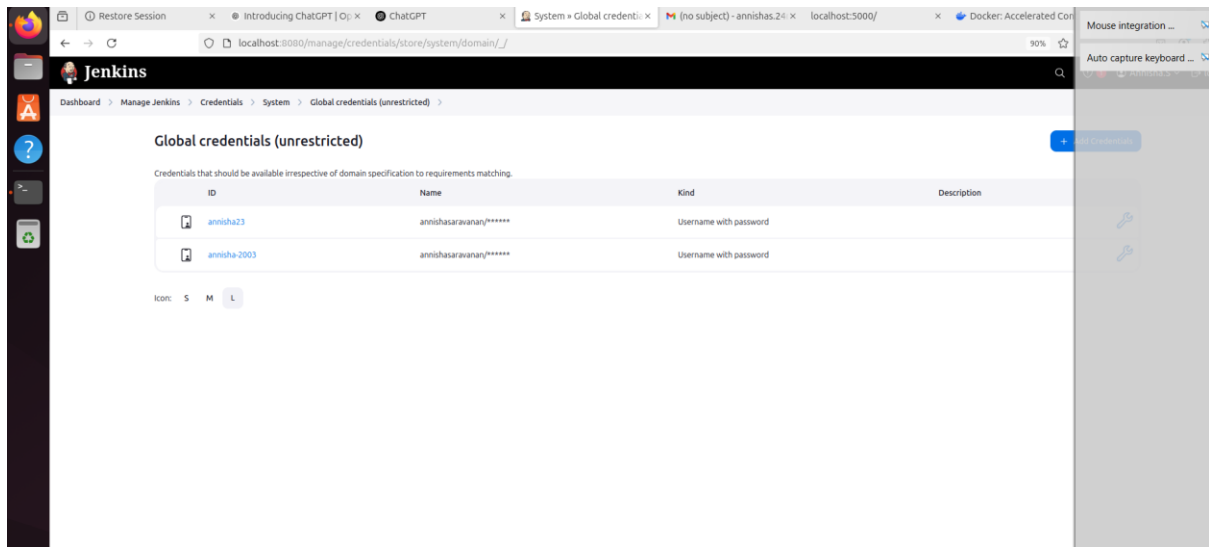 Restore Session × Introducing ChatGPT | Op × ChatGPT × System » Global credentia × (no subject) - annishas.24 × localhost:5000/ × Docker: Accelerated Con
Mouse integration ...
localhost:8080/manage/credentials/store/system/domain/_/ 90%
Auto capture keyboard ...
Jenkins
Annisha S
Dashboard > Manage Jenkins > Credentials > System > Global credentials (unrestricted) >
Global credentials (unrestricted)
+ Add Credentials
Credentials that should be available irrespective of domain specification to requirements matching.
ID Name Kind Description
annisha23 annishasaravanan/****** Username with password
annisha-2003 annishasaravanan/****** Username with password
Icon: S M L